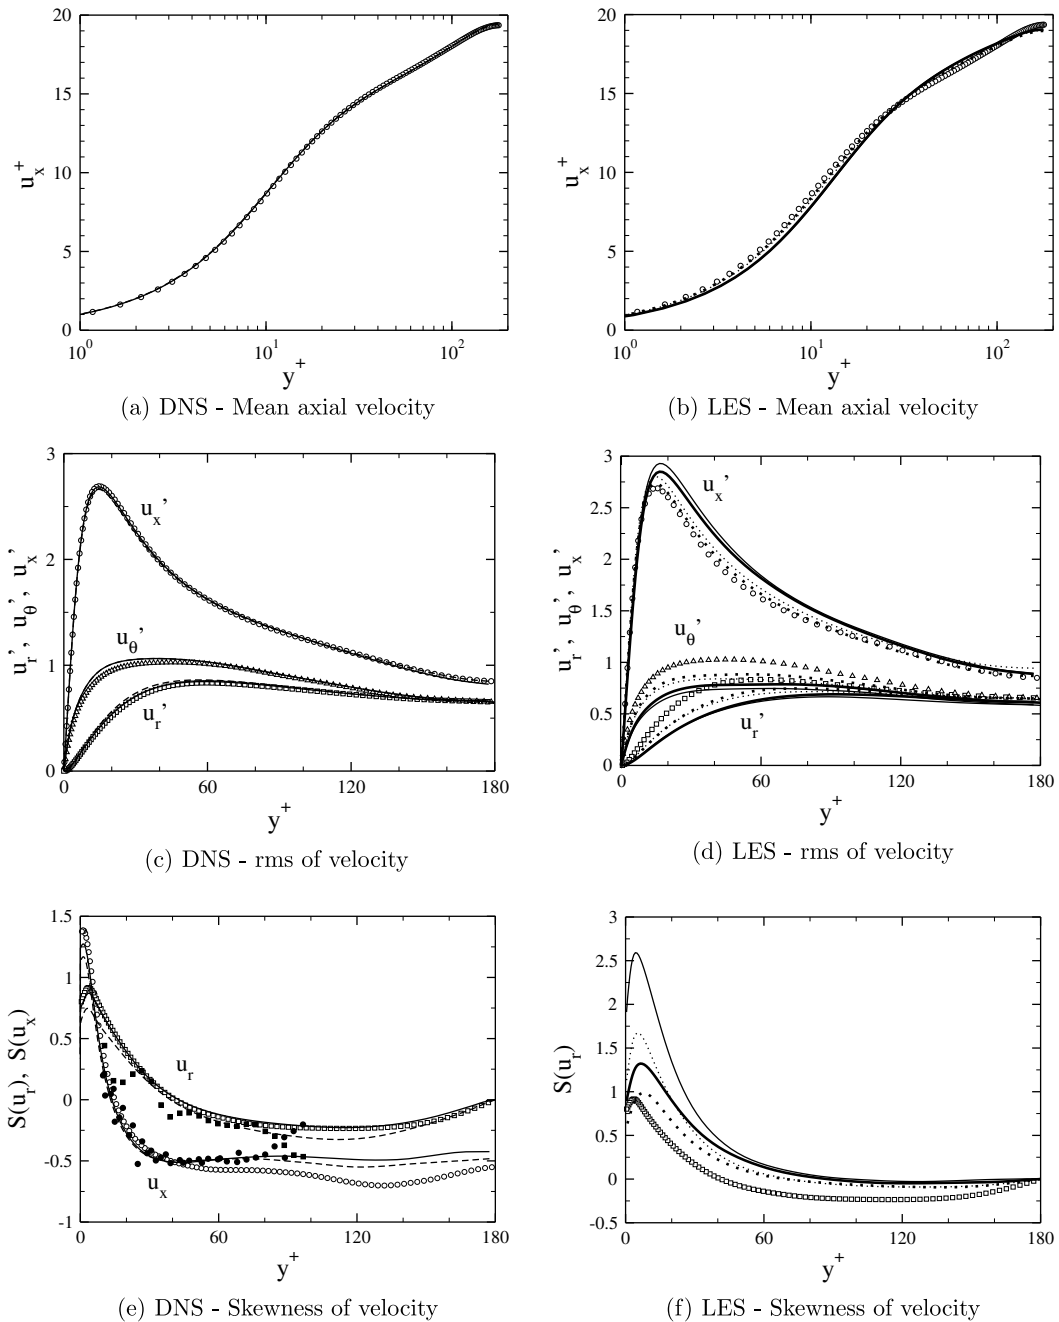 20
15
10
5
0
u_x^+
10^0
10^1
10^2
y^+
(a) DNS - Mean axial velocity
20
15
10
5
0
u_x^+
10^0
10^1
10^2
y^+
(b) LES - Mean axial velocity
3
2
1
0
u_r', u_θ', u_x'
u_x'
u_θ'
u_r'
0
60
120
180
y^+
(c) DNS - rms of velocity
3
2.5
2
1.5
1
0.5
0
u_r', u_θ', u_x'
u_x'
u_θ'
u_r'
0
60
120
180
y^+
(d) LES - rms of velocity
1.5
1
0.5
0
-0.5
-1
S(u_r), S(u_x)
u_r
u_x
0
60
120
180
y^+
(e) DNS - Skewness of velocity
3
2.5
2
1.5
1
0.5
0
-0.5
S(u_r)
0
60
120
180
y^+
(f) LES - Skewness of velocity